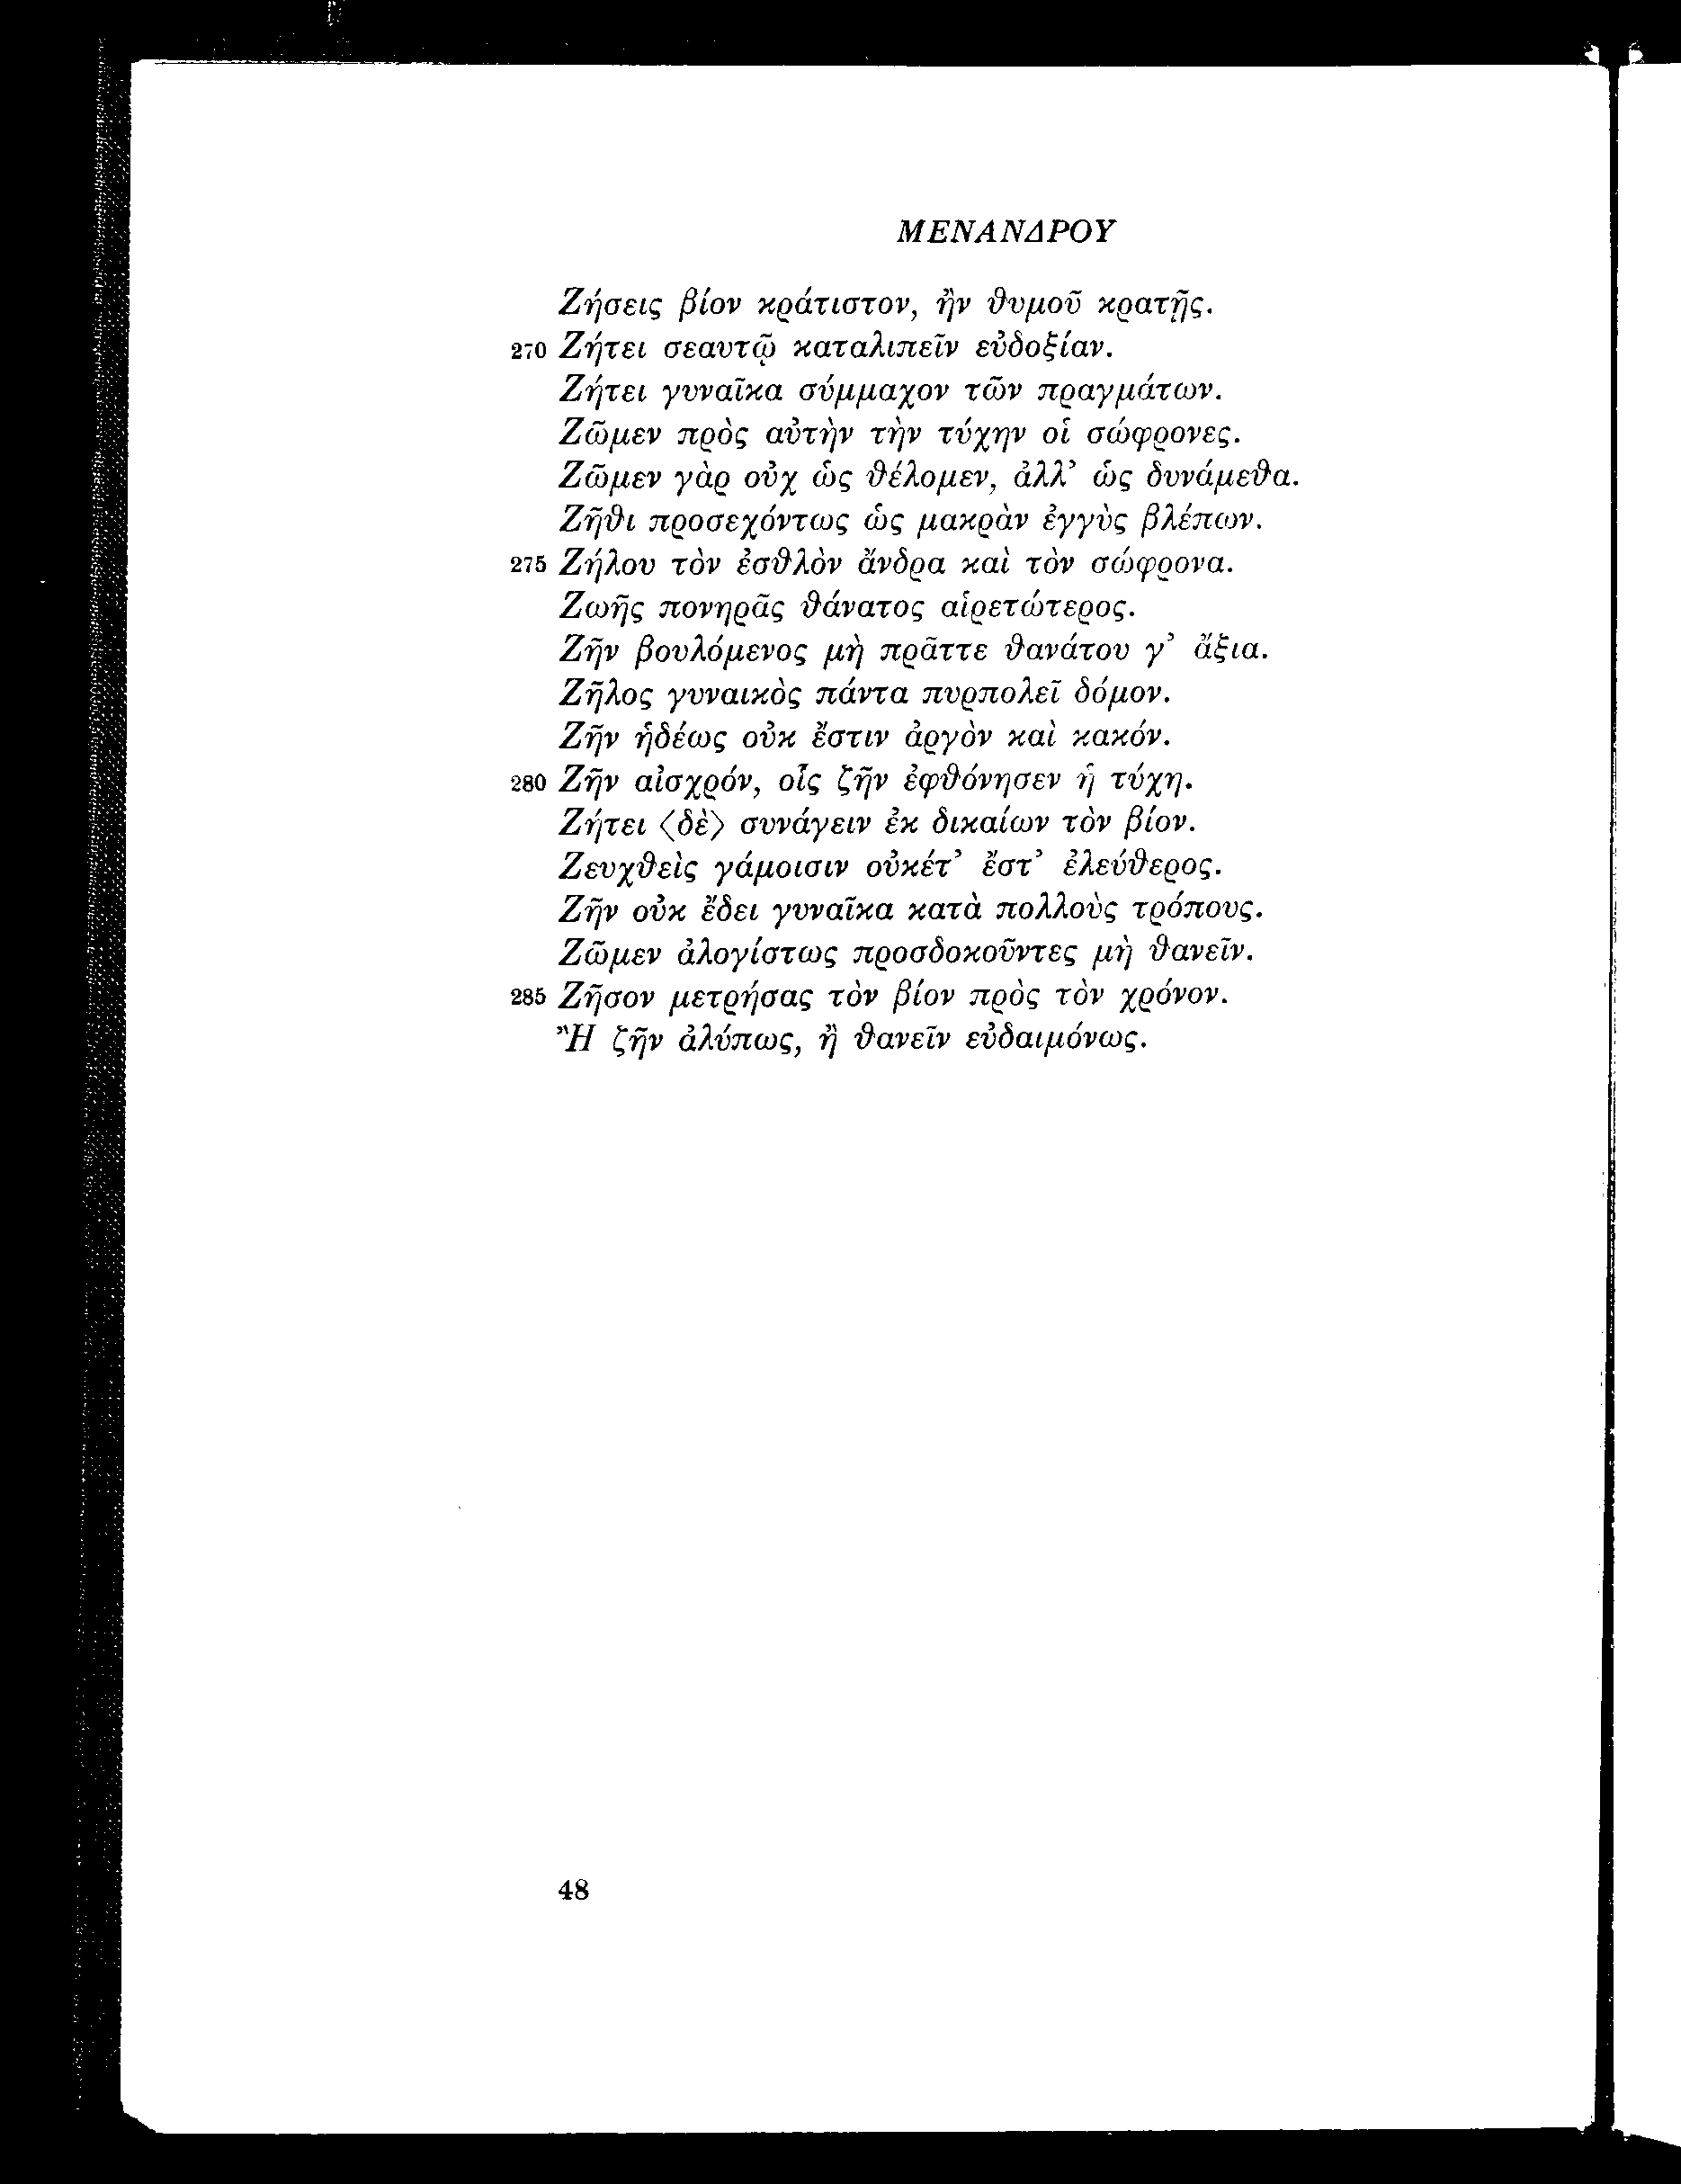 ΜΕΝΑΝΔΡΟΥ
Ζήσεις βίον κράτιστον, ἢν θυμοῦ κρατῇς.
270 Ζήτει σεαυτῷ καταλιπεῖν εὐδοξίαν.
Ζήτει γυναῖκα σύμμαχον τῶν πραγμάτων.
Ζῶμεν πρὸς αὐτὴν τὴν τύχην οἱ σώφρονες.
Ζῶμεν γὰρ οὐχ ὡς θέλομεν, ἀλλ’ ὡς δυνάμεθα.
Ζῆθι προσεχόντως ὡς μακρὰν ἐγγὺς βλέπων.
275 Ζήλου τὸν ἐσθλὸν ἄνδρα καὶ τὸν σώφρονα.
Ζωῆς πονηρᾶς θάνατος αἱρετώτερος.
Ζῆν βουλόμενος μὴ πρᾶττε θανάτου γ’ ἄξια.
Ζῆλος γυναικὸς πάντα πυρπολεῖ δόμον.
Ζῆν ἡδέως οὐκ ἔστιν ἀργὸν καὶ κακόν.
280 Ζῆν αἰσχρόν, οἷς ζῆν ἐφθόνησεν ἡ τύχη.
Ζήτει 〈δὲ〉 συνάγειν ἐκ δικαίων τὸν βίον.
Ζευχθεὶς γάμοισιν οὐκέτ’ ἔστ’ ἐλεύθερος.
Ζῆν οὐκ ἔδει γυναῖκα κατὰ πολλοὺς τρόπους.
Ζῶμεν ἀλογίστως προσδοκοῦντες μὴ θανεῖν.
285 Ζῆσον μετρήσας τὸν βίον πρὸς τὸν χρόνον.
Ἢ ζῆν ἀλύπως, ἢ θανεῖν εὐδαιμόνως.
48